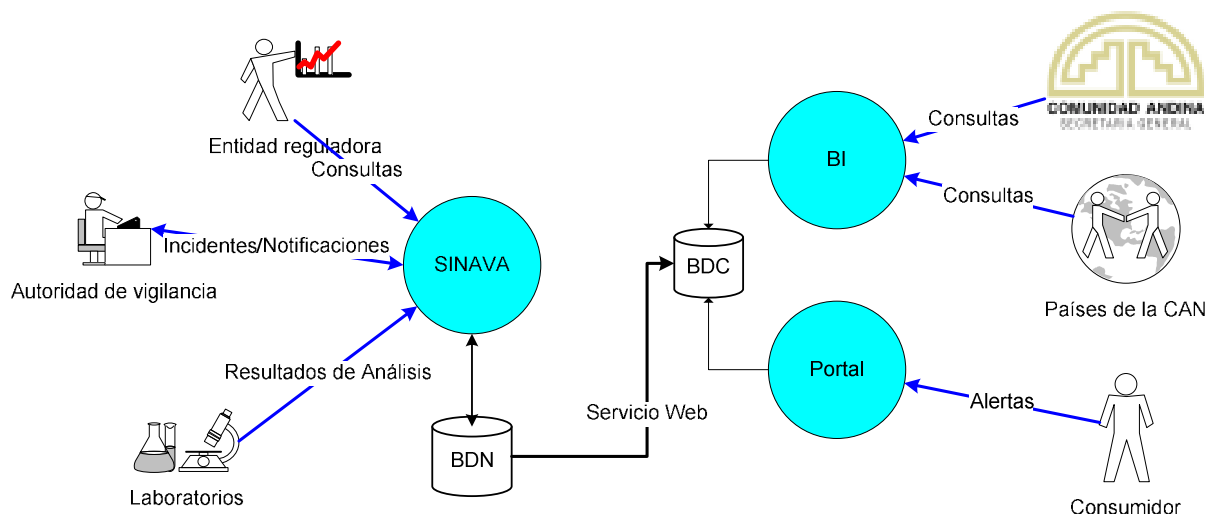 Entidad reguladora
Consultas
Incidentes/Notificaciones
Autoridad de vigilancia
SINAVA
Resultados de Análisis
Laboratorios
BDN
Servicio Web
BDC
BI
Portal
Consultas
COMUNIDAD ANDINA
SECRETARIA GENERAL
Consultas
Países de la CAN
Alertas
Consumidor